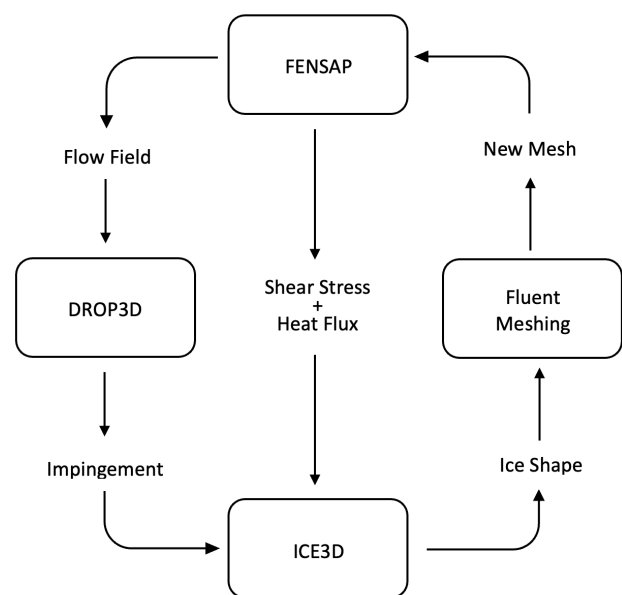 FENSAP
Flow Field
New Mesh
DROP3D
Shear Stress
+
Heat Flux
Fluent
Meshing
Impingement
Ice Shape
ICE3D